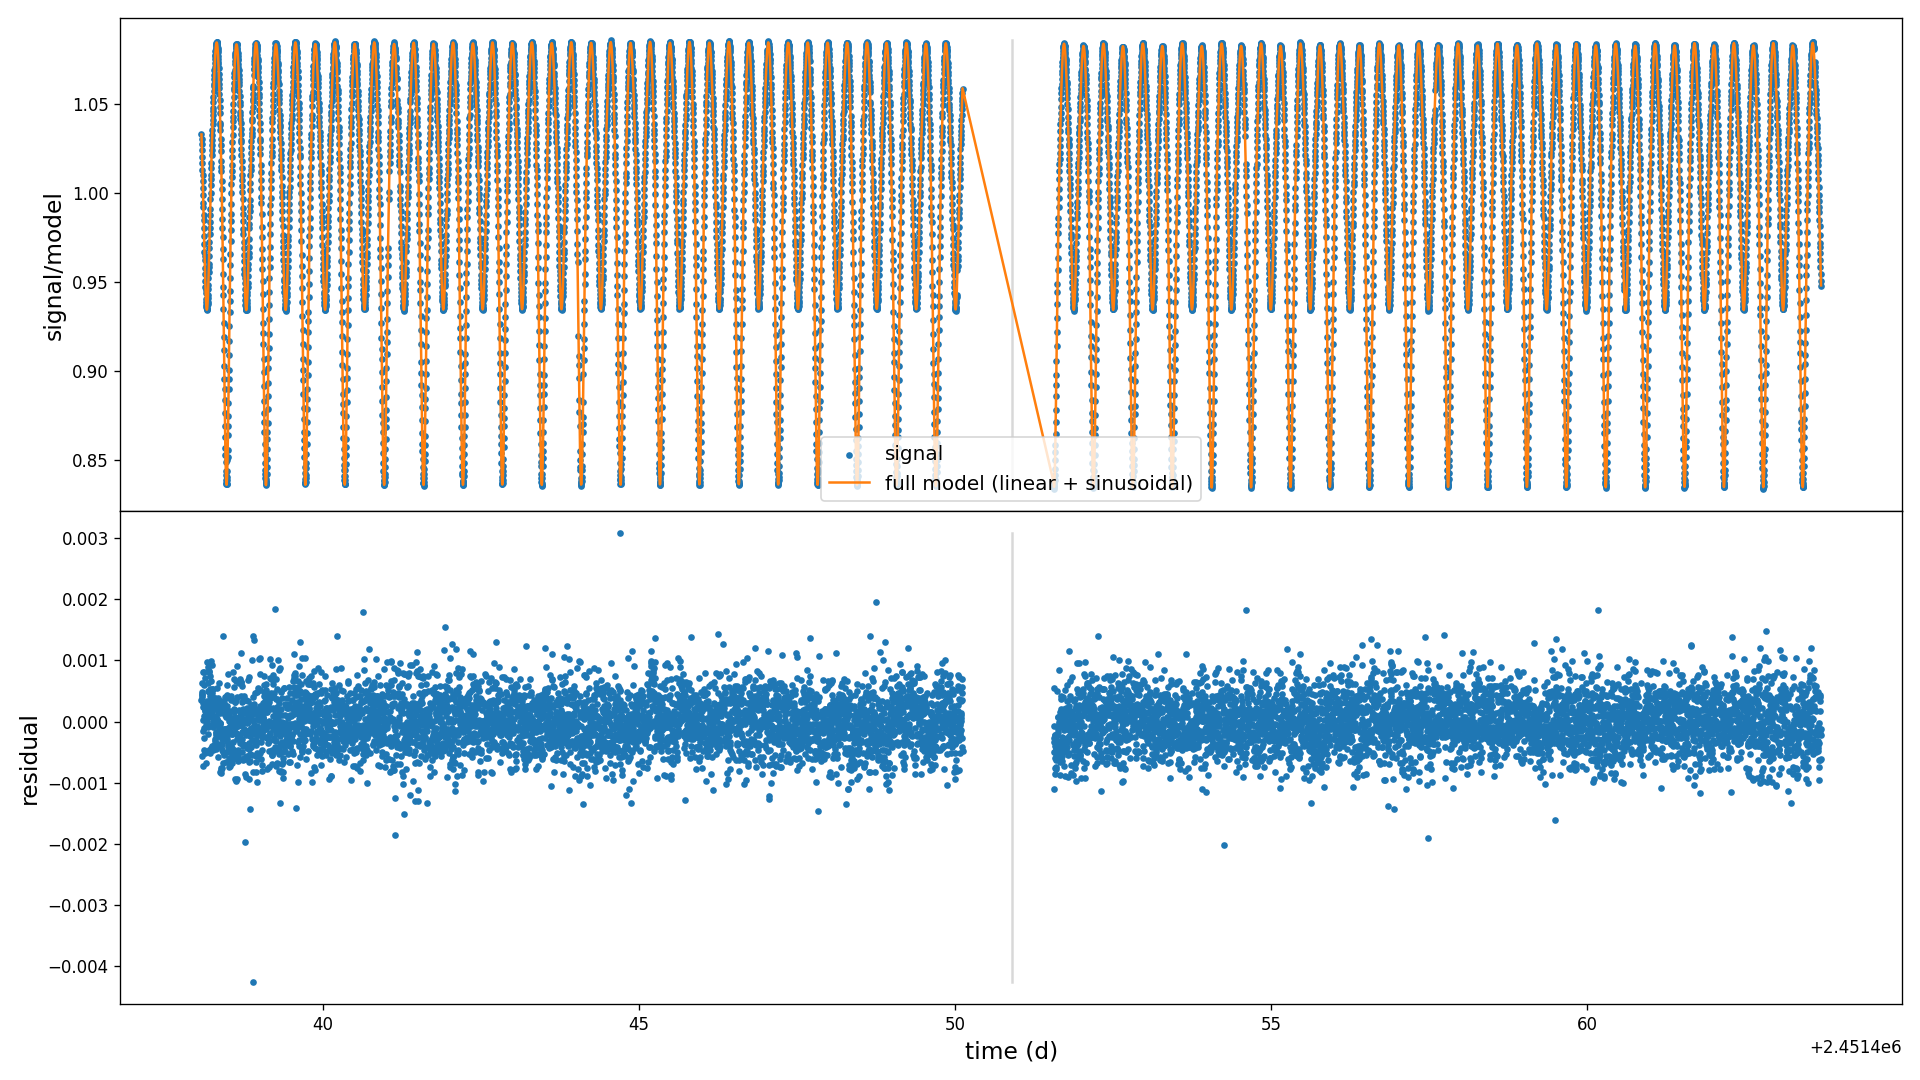 signal/model
1.05
1.00
0.95
0.90
0.85
signal
full model (linear + sinusoidal)
residual
0.003
0.002
0.001
0.000
−0.001
−0.002
−0.003
−0.004
40 45 50 55 60
time (d)
+2.4514e6